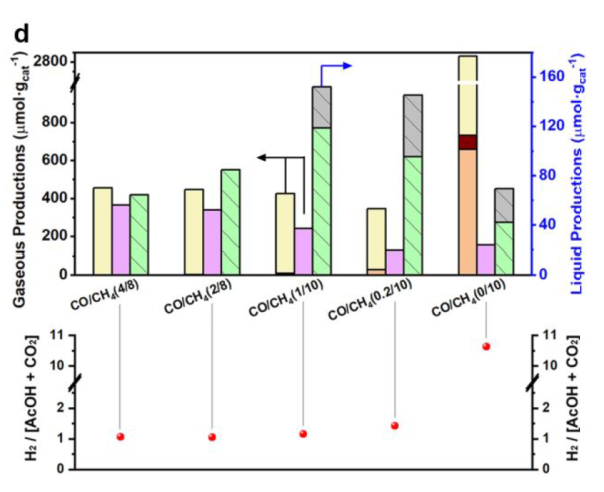 d
Gaseous Productions (μmol·gcat⁻¹)
2800
800
600
400
200
0
160
120
80
40
0
Liquid Productions (μmol·gcat⁻¹)
CO/CH₄(4/8)
CO/CH₄(2/8)
CO/CH₄(1/10)
CO/CH₄(0.2/10)
CO/CH₄(0/10)
H₂ / [AcOH + CO₂]
11
10
2
1
0
11
10
2
1
0
H₂ / [AcOH + CO₂]